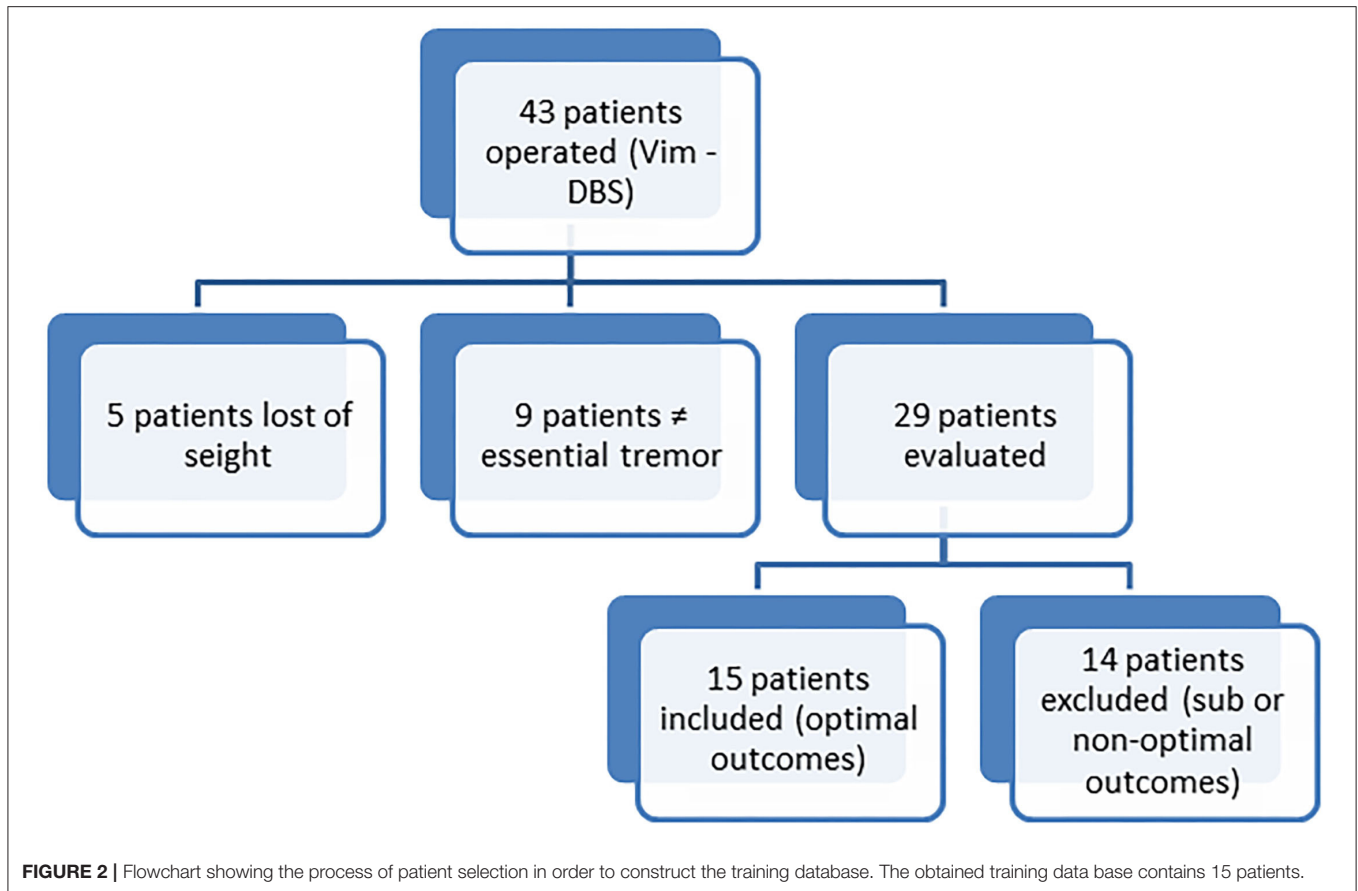 43 patients
operated (Vim -
DBS)
5 patients lost of
seight
9 patients ≠
essential tremor
29 patients
evaluated
15 patients
included (optimal
outcomes)
14 patients
excluded (sub or
non-optimal
outcomes)
FIGURE 2 | Flowchart showing the process of patient selection in order to construct the training database. The obtained training data base contains 15 patients.